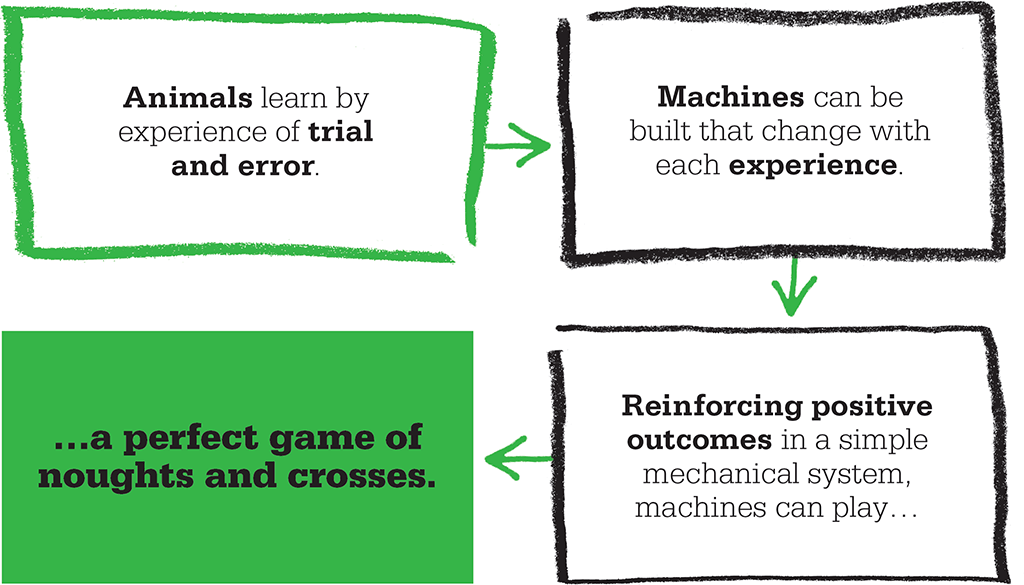 Animals learn by
experience of trial
and error.
Machines can be
built that change with
each experience.
Reinforcing positive
outcomes in a simple
mechanical system,
machines can play…
…a perfect game of
noughts and crosses.